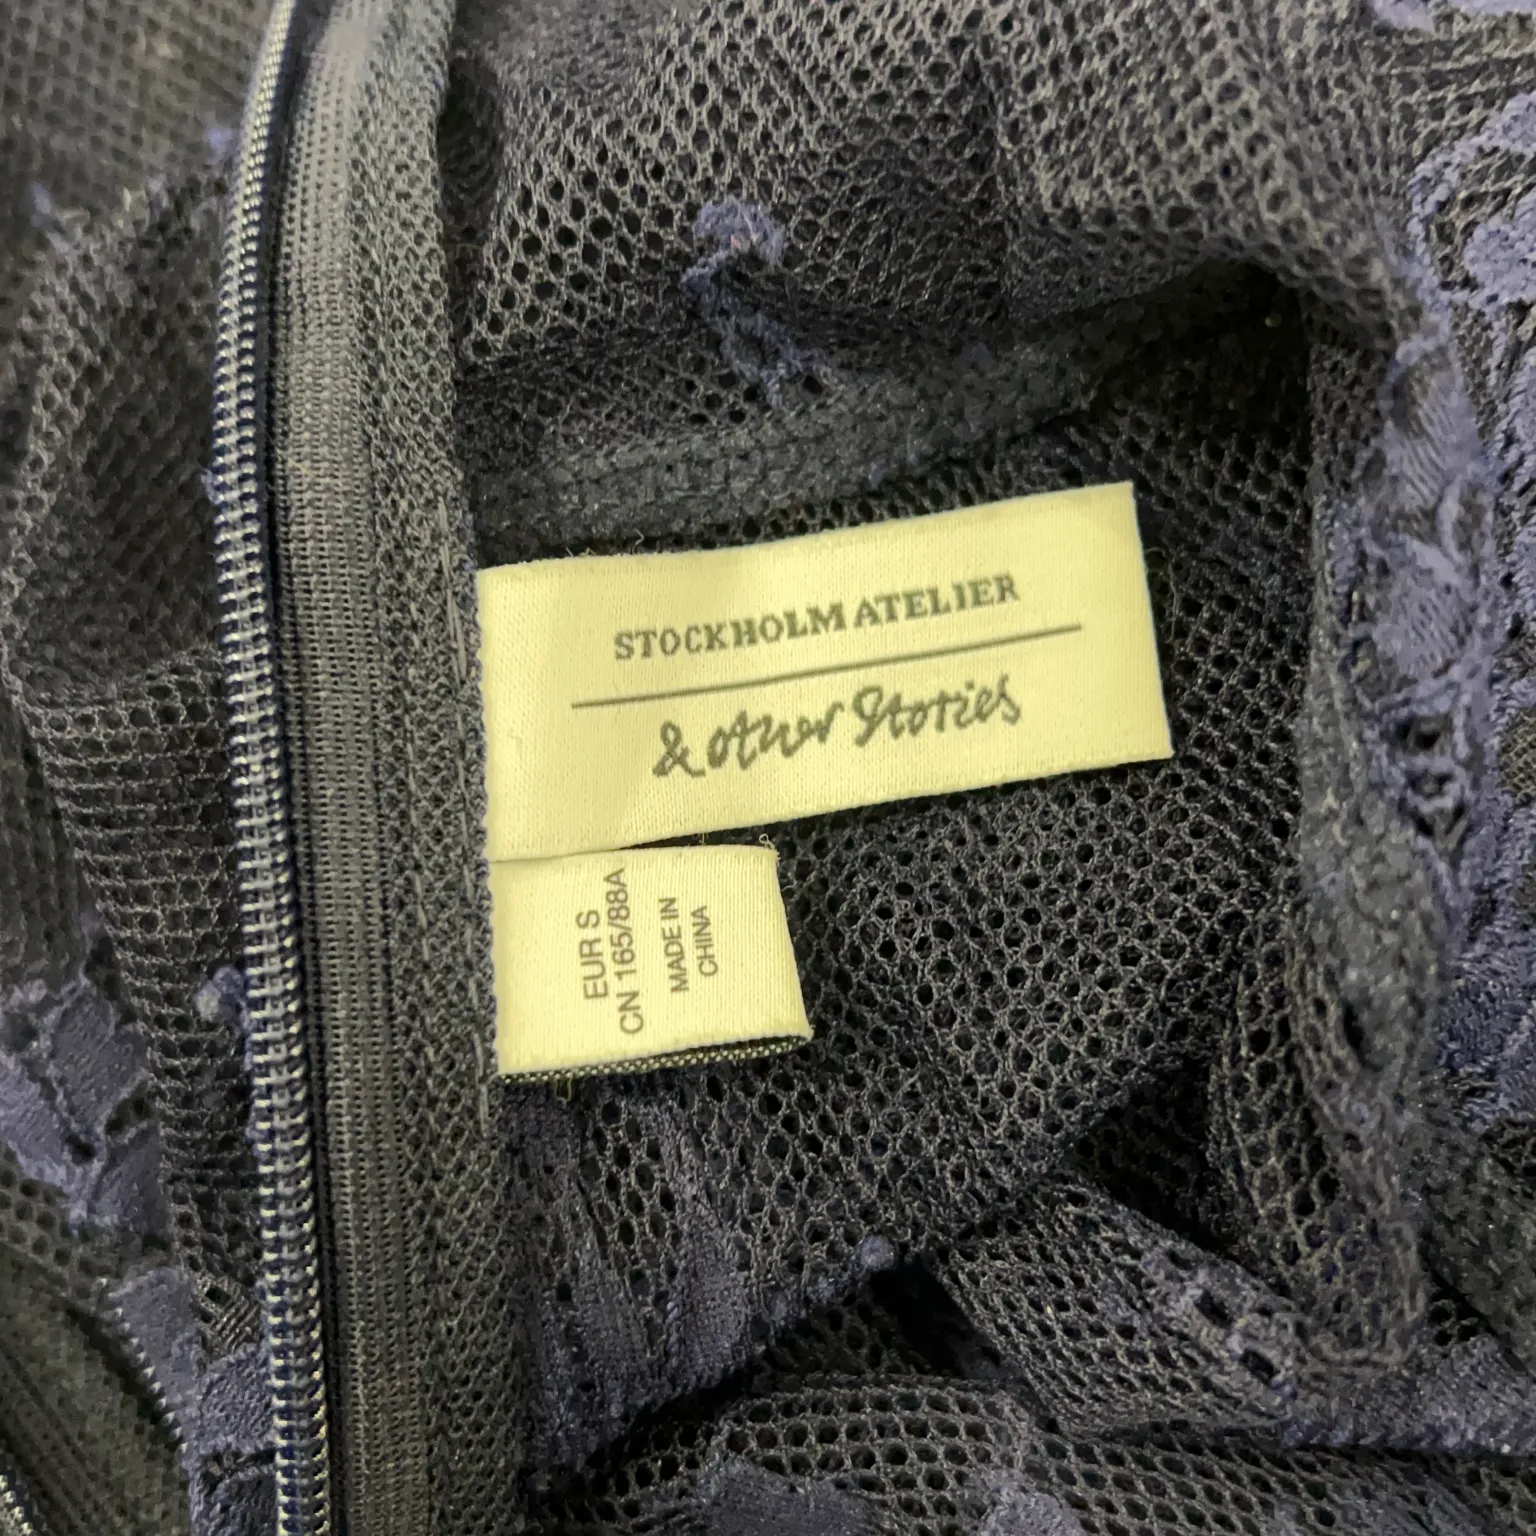 STOCKHOLM ATELIER
& other Stories
EUR S
CN 165/88A
MADE IN
CHINA